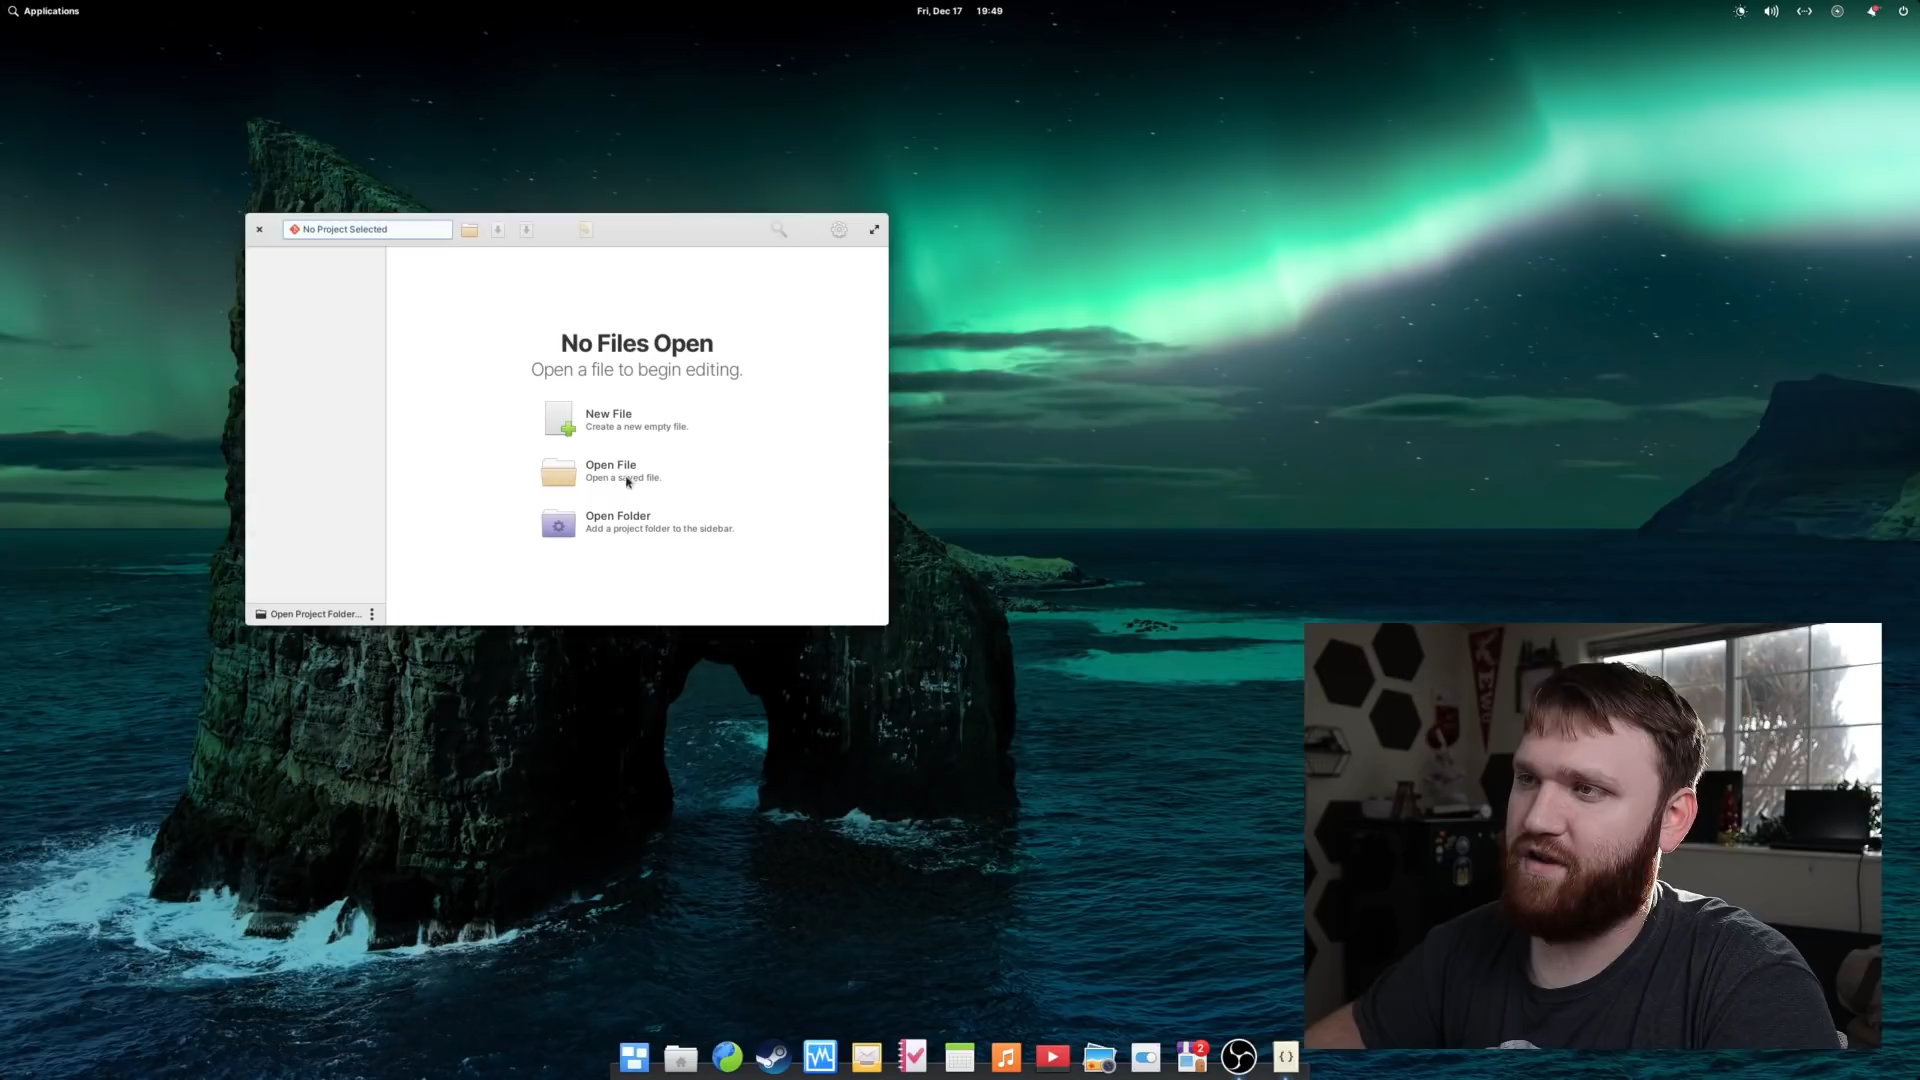 Applications
Fri, Dec 17 19:49
No Project Selected
No Files Open
Open a file to begin editing.
New File
Create a new empty file.
Open File
Open a saved file.
Open Folder
Add a project folder to the sidebar.
Open Project Folder...
2
{ }